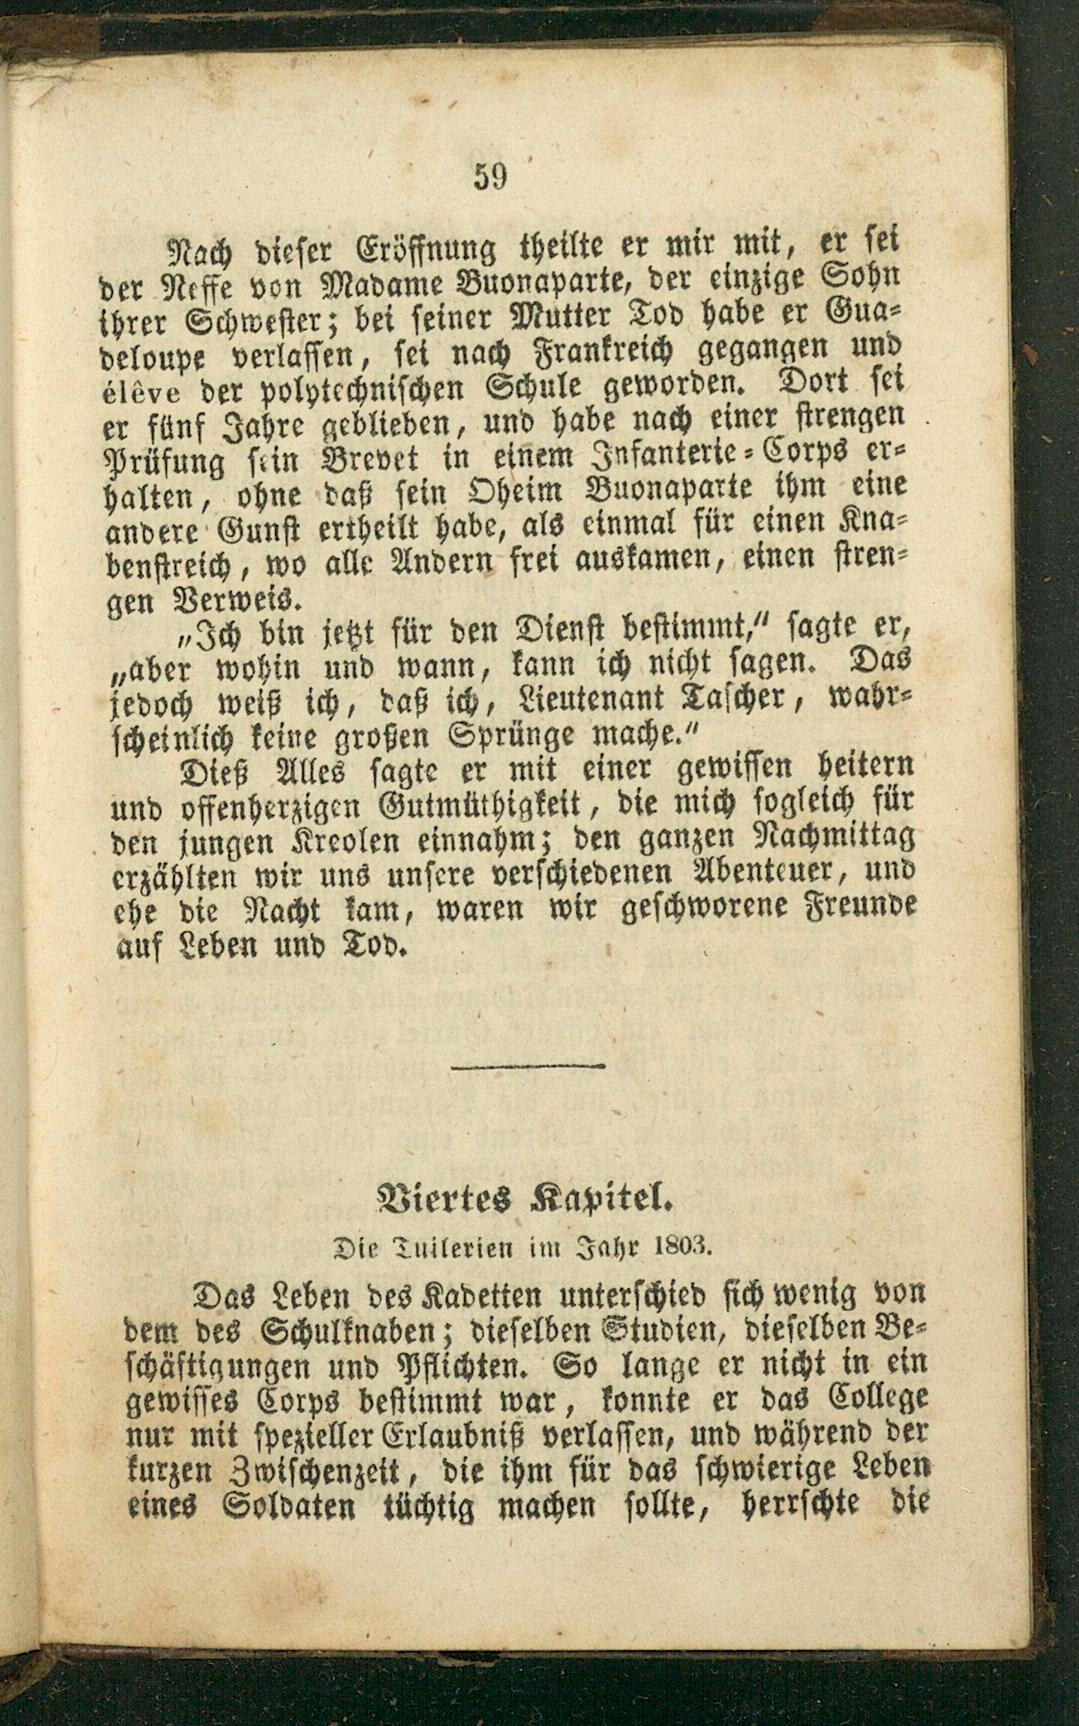 59
Nach dieser Eröffnung theilte er mir mit, er sei
der Neffe von Madame Buonaparte, der einzige Sohn
ihrer Schwester; bei seiner Mutter Tod habe er Gua-
deloupe verlassen, sei nach Frankreich gegangen und
élêve der polytechnischen Schule geworden. Dort sei
er fünf Jahre geblieben, und habe nach einer strengen
Prüfung sein Brevet in einem Infanterie-Corps er-
halten, ohne daß sein Oheim Buonaparte ihm eine
andere Gunst ertheilt habe, als einmal für einen Kna-
benstreich, wo alle Andern frei auskamen, einen stren-
gen Verweis.
„Ich bin jetzt für den Dienst bestimmt,“ sagte er,
„aber wohin und wann, kann ich nicht sagen. Das
jedoch weiß ich, daß ich, Lieutenant Tascher, wahr-
scheinlich keine großen Sprünge mache.“
Dieß Alles sagte er mit einer gewissen heitern
und offenherzigen Gutmüthigkeit, die mich sogleich für
den jungen Kreolen einnahm; den ganzen Nachmittag
erzählten wir uns unsere verschiedenen Abenteuer, und
ehe die Nacht kam, waren wir geschworene Freunde
auf Leben und Tod.
Viertes Kapitel.
Die Tuilerien im Jahr 1803.
Das Leben des Kadetten unterschied sich wenig von
dem des Schulknaben; dieselben Studien, dieselben Be-
schäftigungen und Pflichten. So lange er nicht in ein
gewisses Corps bestimmt war, konnte er das College
nur mit spezieller Erlaubniß verlassen, und während der
kurzen Zwischenzeit, die ihm für das schwierige Leben
eines Soldaten tüchtig machen sollte, herrschte die